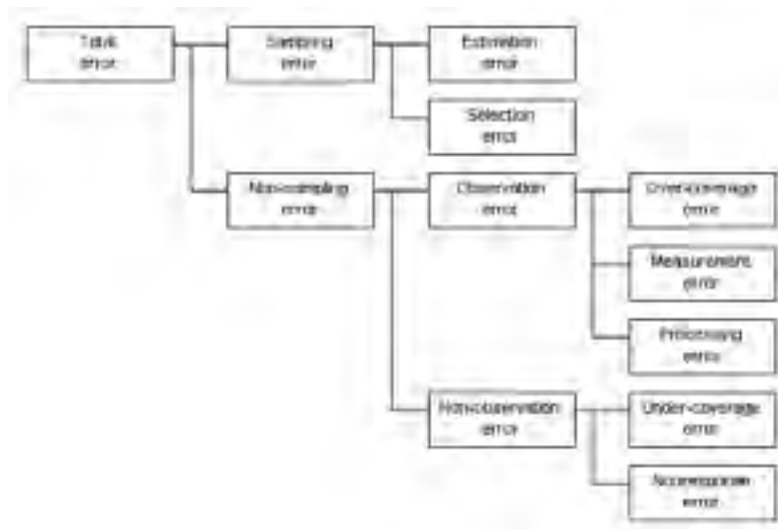 Total
error
Sampling
error
Estimation
error
Selection
error
Non-sampling
error
Observation
error
Over-coverage
error
Measurement
error
Processing
error
Non-observation
error
Under-coverage
error
Nonresponse
error